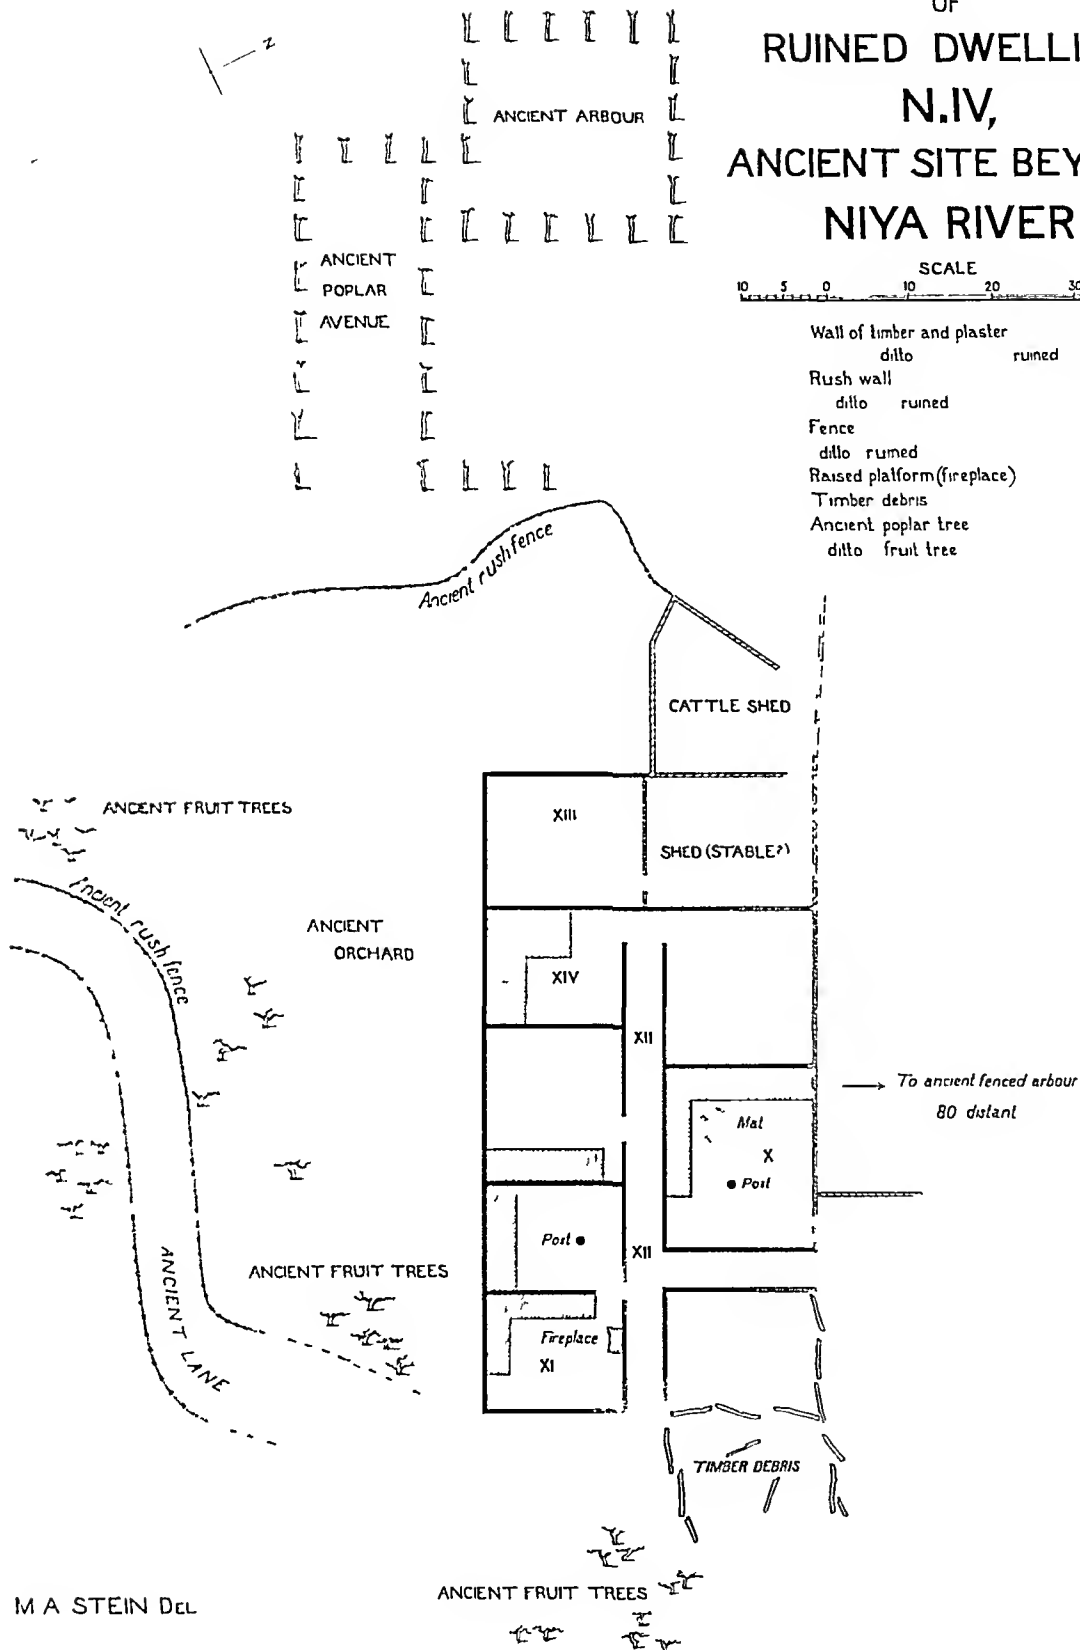 OF
RUINED DWELLI
N.IV,
ANCIENT SITE BEY
NIYA RIVER
SCALE
10 5 0 10 20 30
Wall of timber and plaster
ditto ruined
Rush wall
ditto ruined
Fence
ditto ruined
Raised platform (fireplace)
Timber debris
Ancient poplar tree
ditto fruit tree
N
ANCIENT ARBOUR
ANCIENT
POPLAR
AVENUE
Ancient rush fence
CATTLE SHED
ANCIENT FRUIT TREES
XIII
SHED (STABLE?)
Ancient rush fence
ANCIENT
ORCHARD
XIV
XII
To ancient fenced arbour
80 distant
Mat
X
Post
Post
XII
ANCIENT FRUIT TREES
ANCIENT LANE
Fireplace
XI
TIMBER DEBRIS
ANCIENT FRUIT TREES
M A STEIN DEL